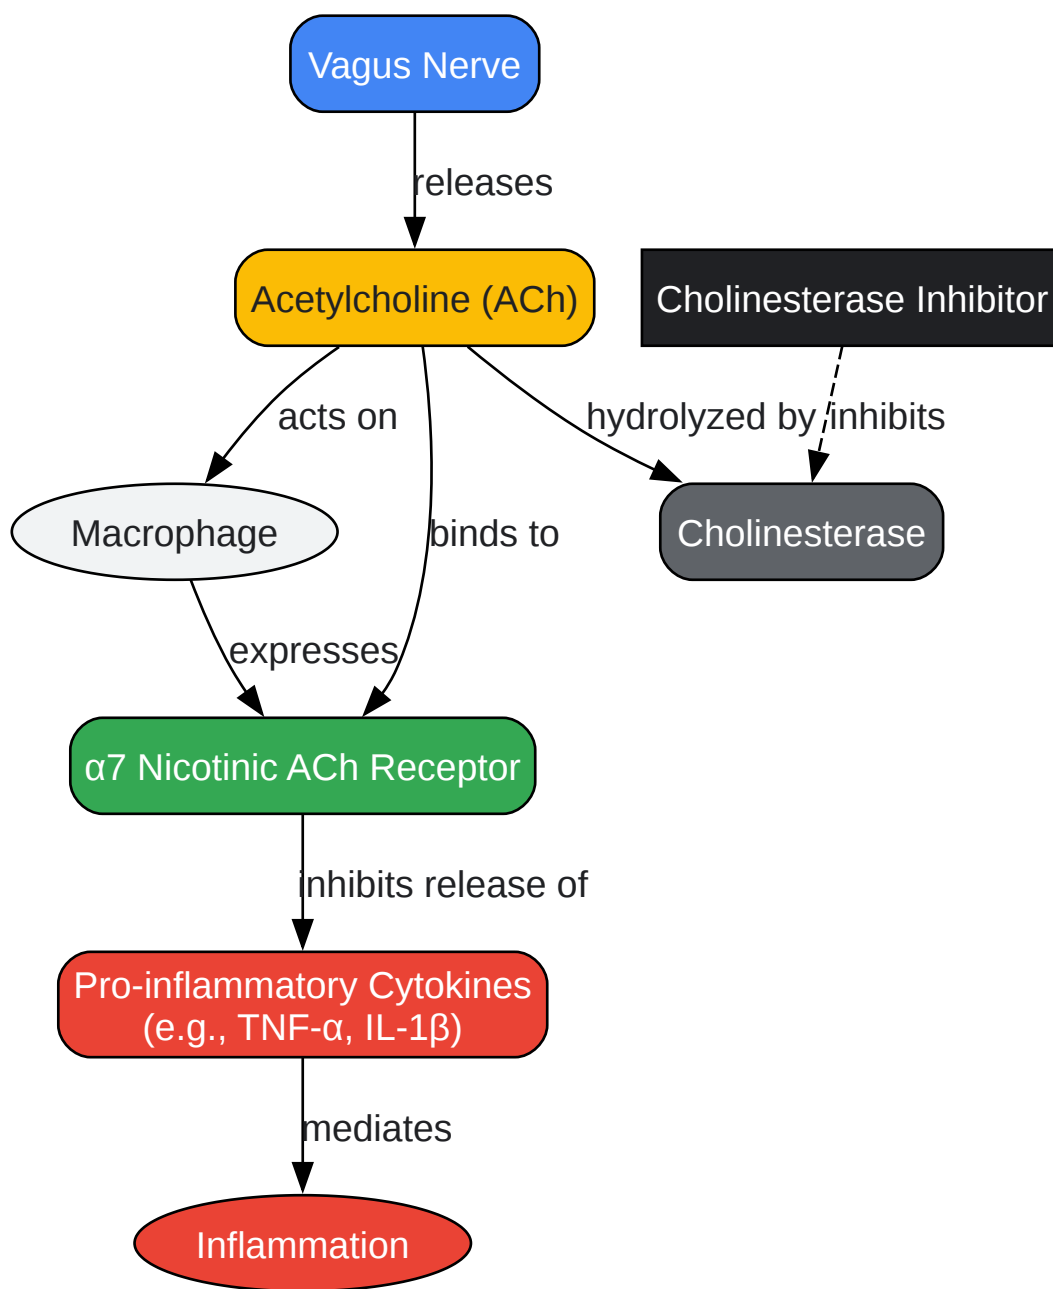 Vagus Nerve
releases
Acetylcholine (ACh)
Cholinesterase Inhibitor
acts on
hydrolyzed by
inhibits
Macrophage
binds to
Cholinesterase
expresses
α7 Nicotinic ACh Receptor
inhibits release of
Pro-inflammatory Cytokines
(e.g., TNF-α, IL-1β)
mediates
Inflammation